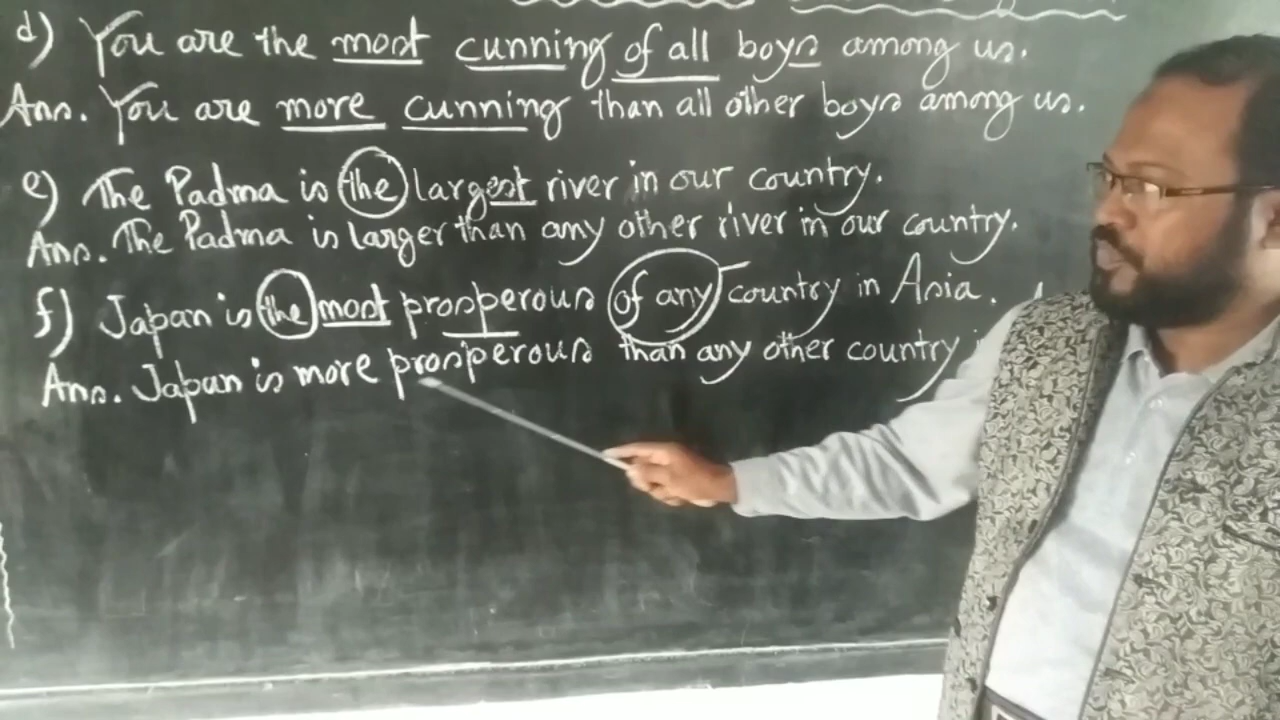 d) You are the most cunning of all boys among us.
Ans. You are more cunning than all other boys among us.
e) The Padma is the largest river in our country.
Ans. The Padma is larger than any other river in our country.
f) Japan is the most prosperous of any country in Asia.
Ans. Japan is more prosperous than any other country